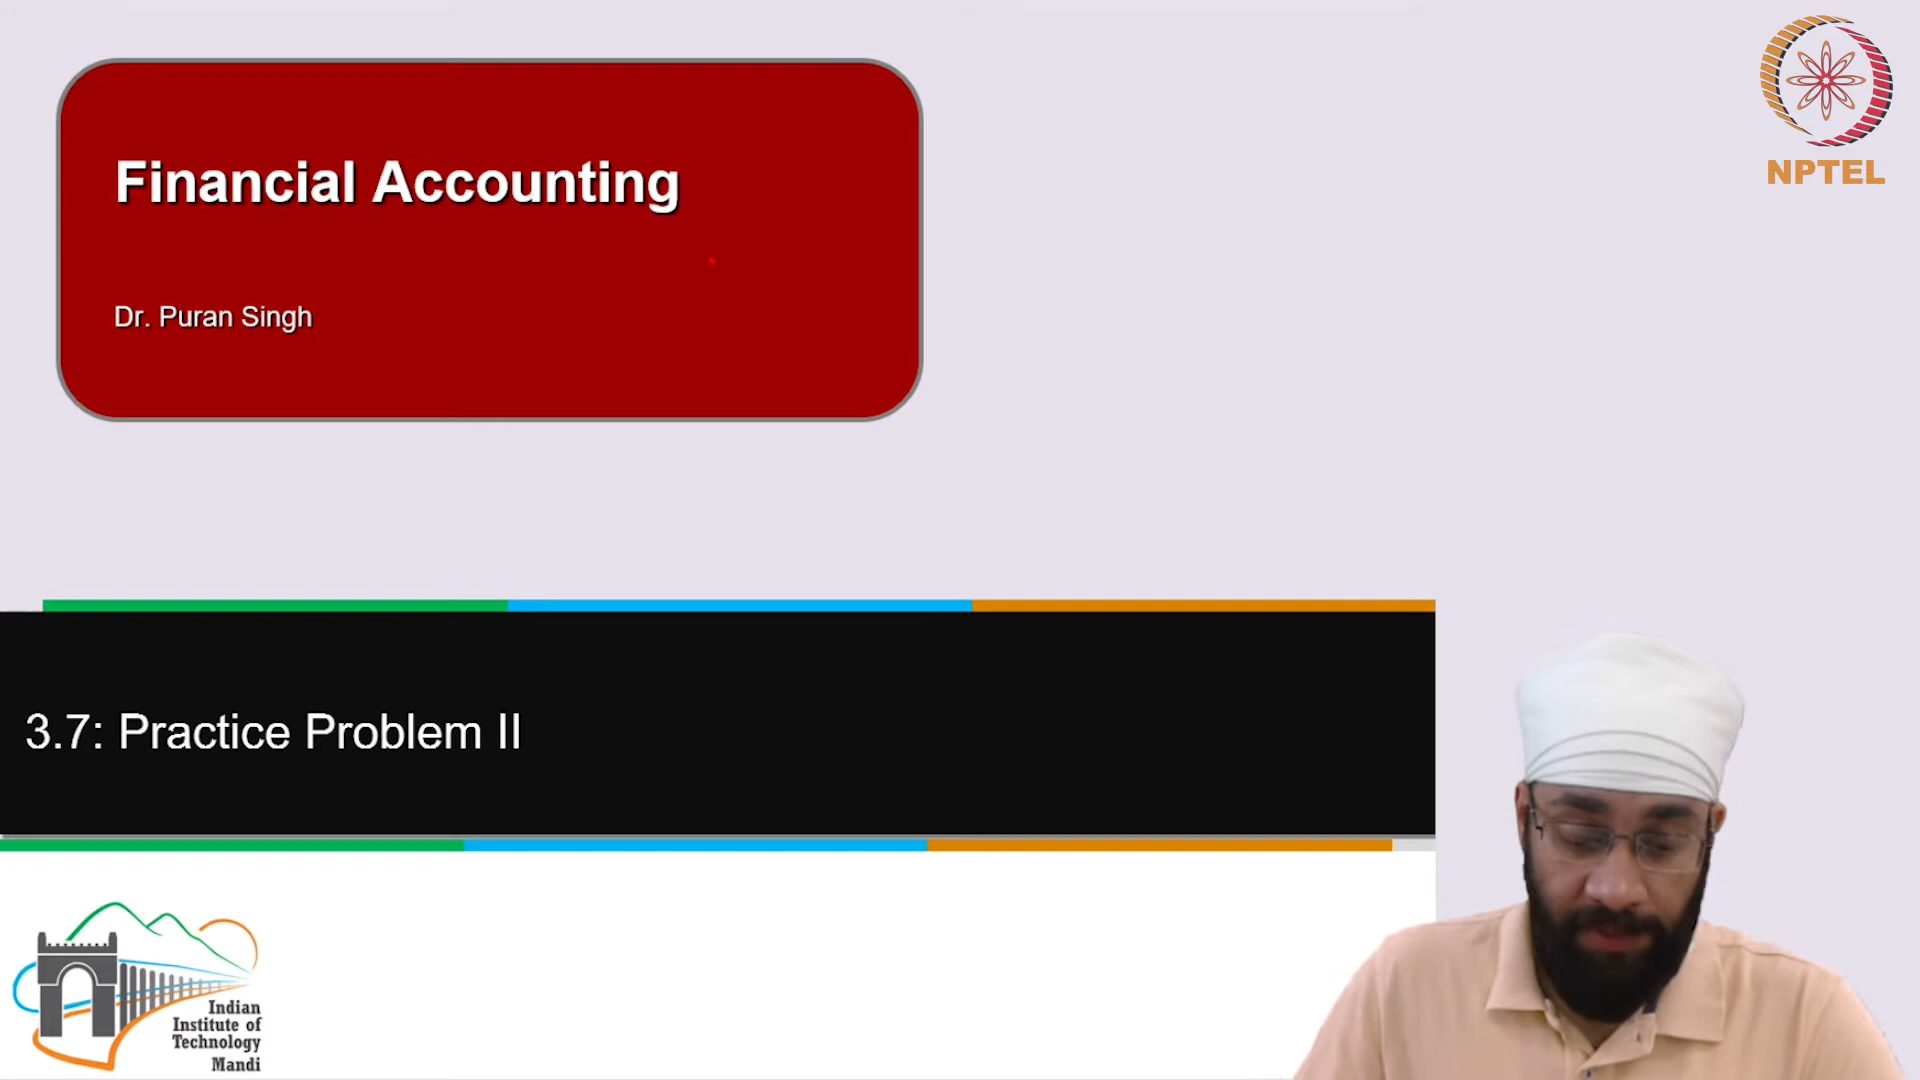 Financial Accounting
Dr. Puran Singh
NPTEL
3.7: Practice Problem II
Indian
Institute of
Technology
Mandi